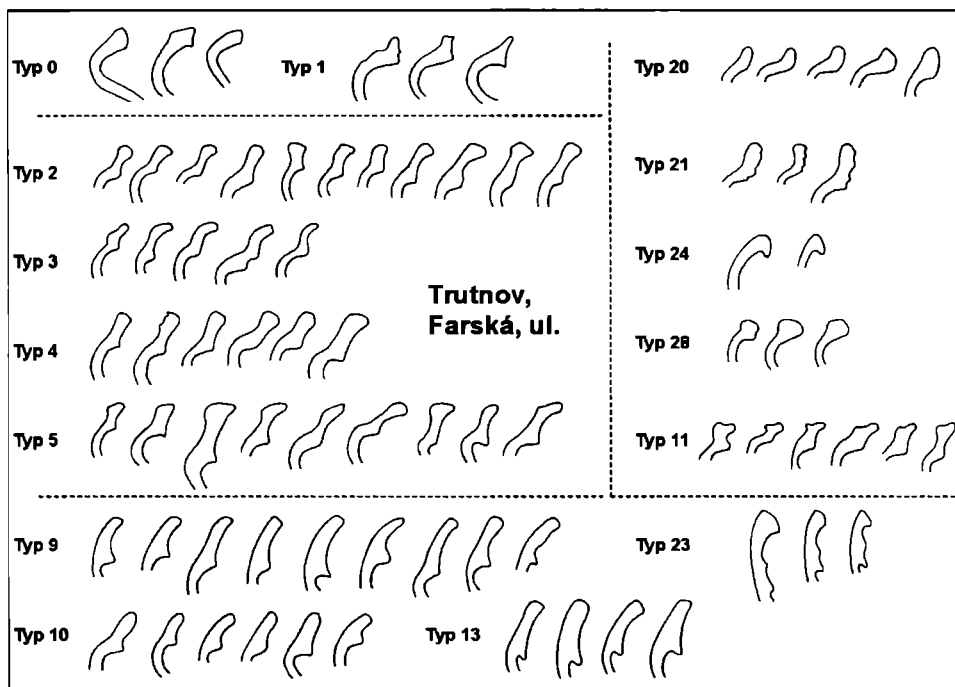 Typ 0
Typ 1
Typ 20
Typ 2
Typ 21
Typ 3
Typ 24
Trutnov,
Farská, ul.
Typ 4
Typ 28
Typ 5
Typ 11
Typ 9
Typ 23
Typ 10
Typ 13